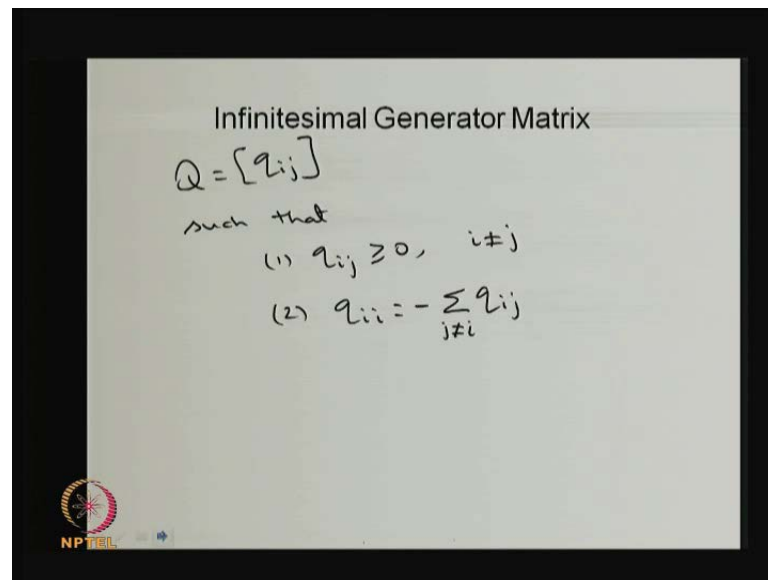 Infinitesimal Generator Matrix
Q = [qij]
such that
(1) qij ≥ 0, i ≠ j
(2) qii = - Σ qij
j≠i
NPTEL